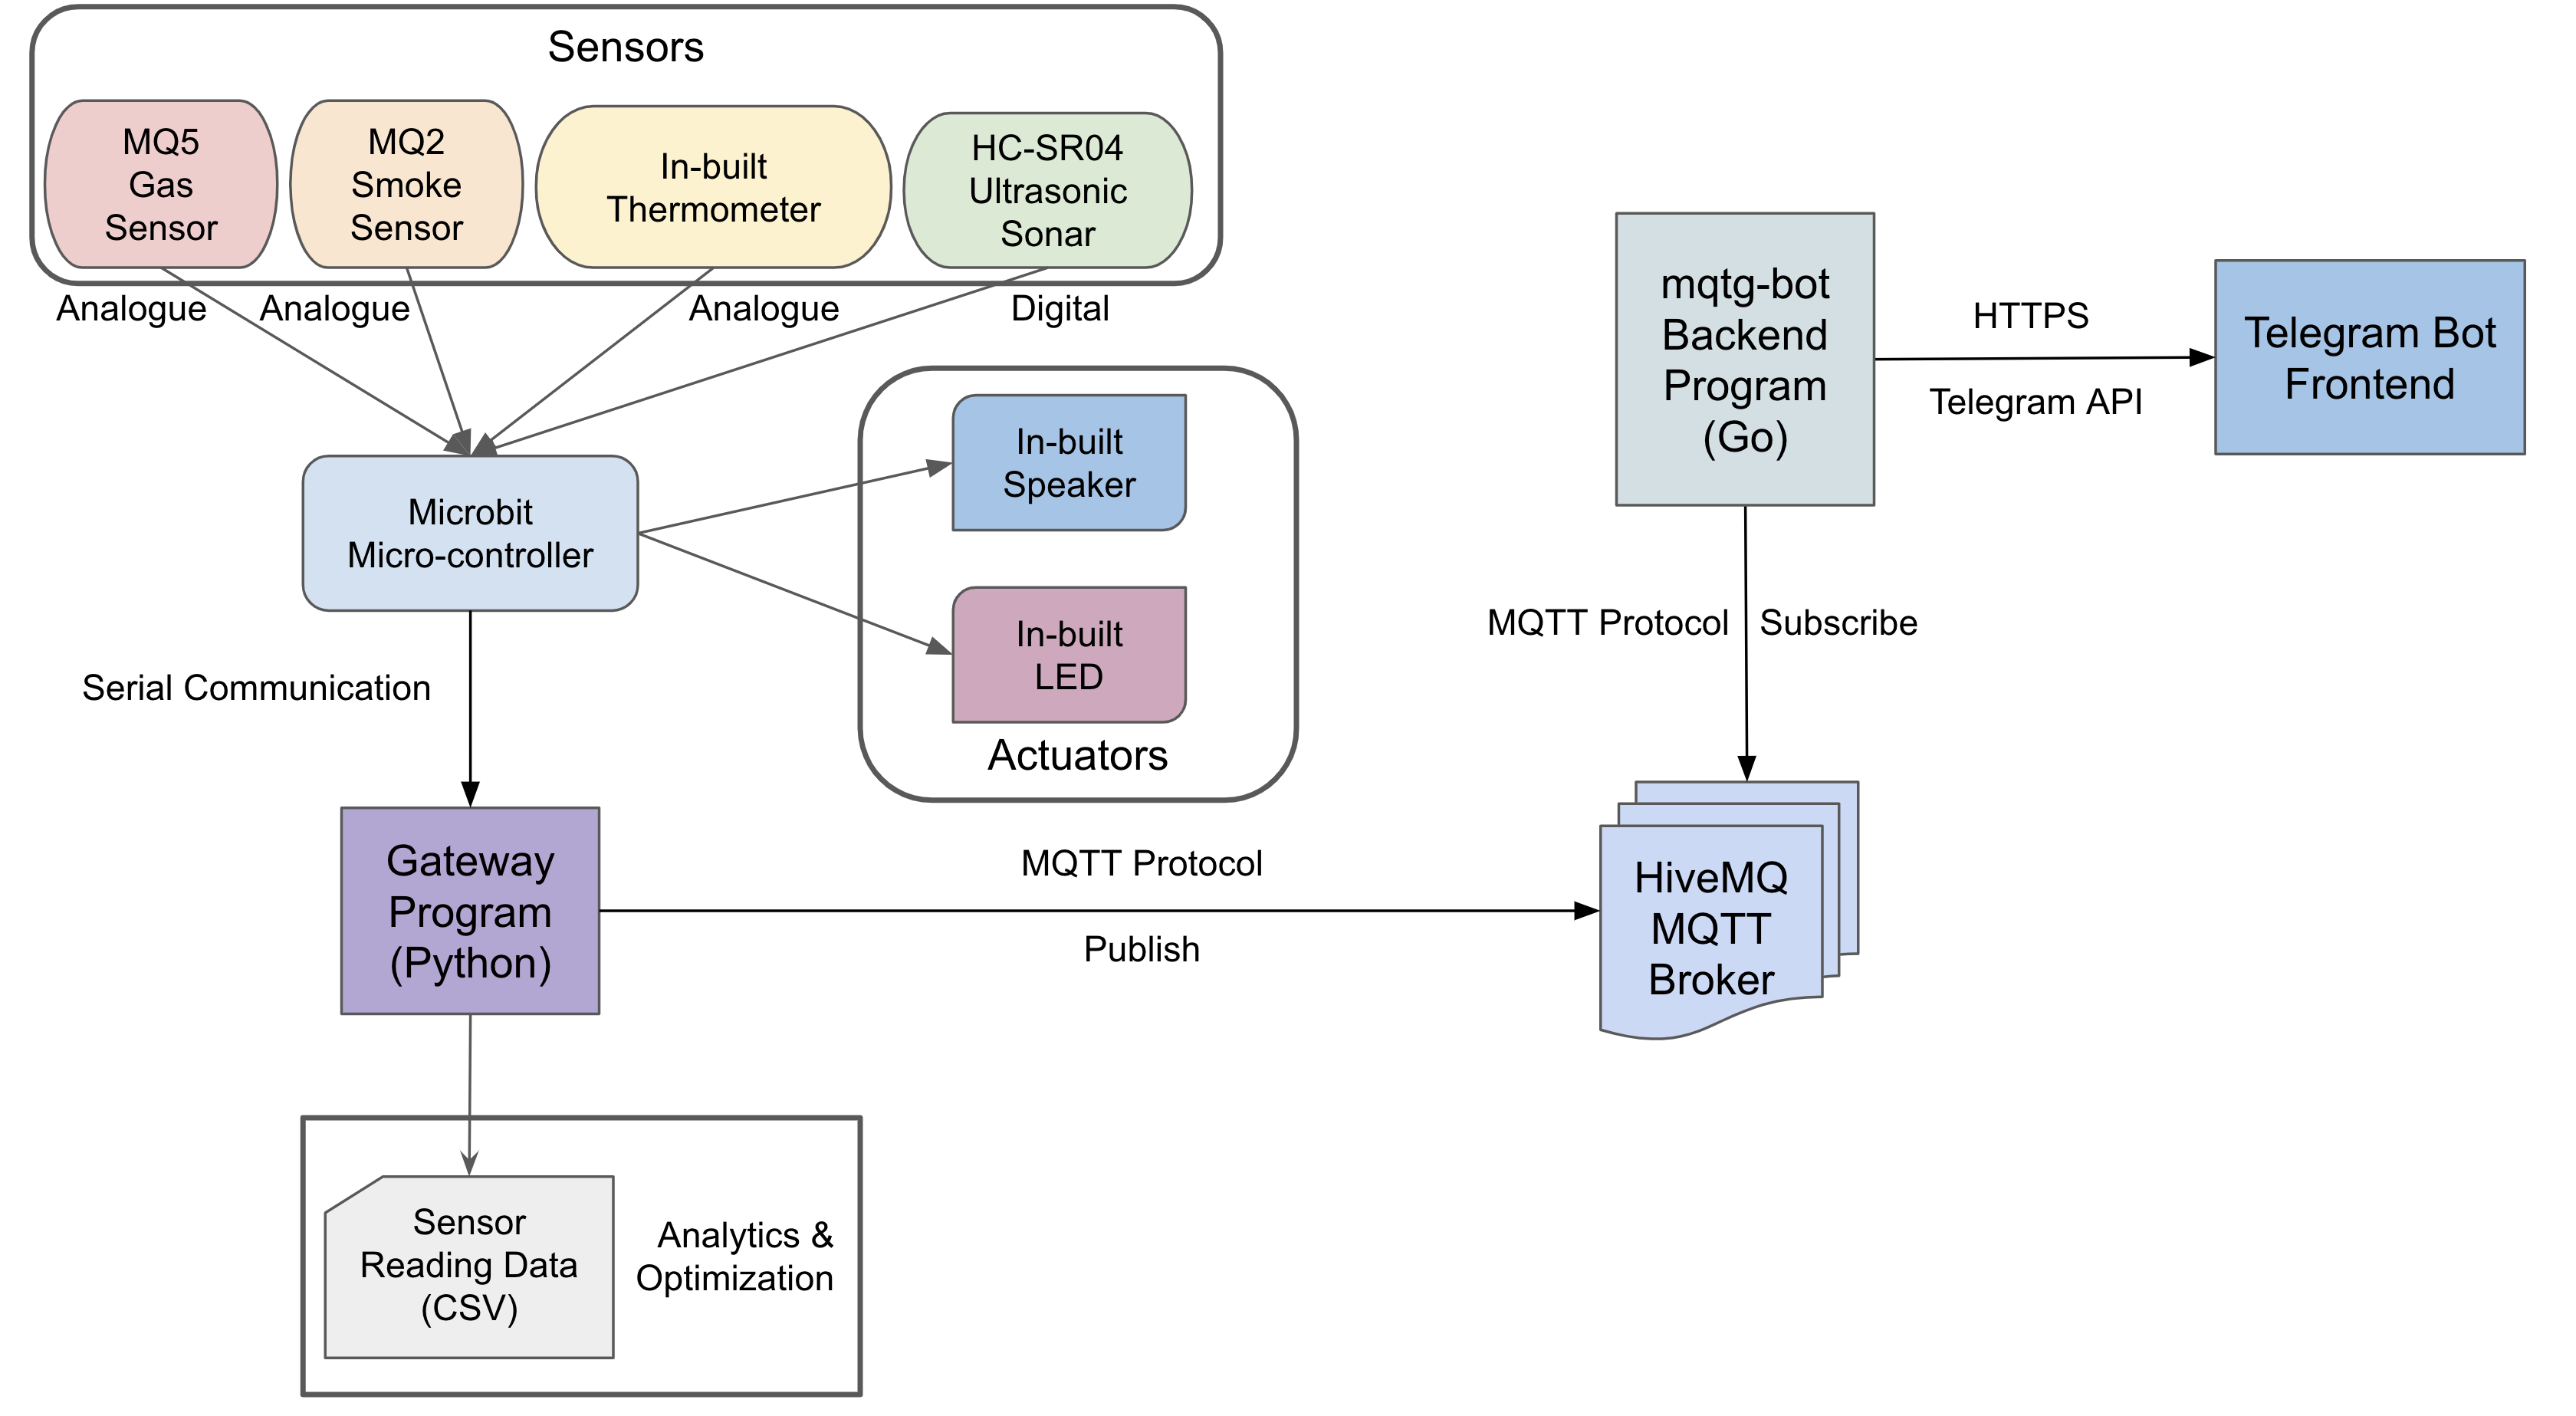 Sensors
MQ5
Gas
Sensor
MQ2
Smoke
Sensor
In-built
Thermometer
HC-SR04
Ultrasonic
Sonar
Analogue
Analogue
Analogue
Digital
Microbit
Micro-controller
In-built
Speaker
In-built
LED
Actuators
Serial Communication
Gateway
Program
(Python)
MQTT Protocol
Publish
Sensor
Reading Data
(CSV)
Analytics &
Optimization
mqtg-bot
Backend
Program
(Go)
HTTPS
Telegram API
Telegram Bot
Frontend
MQTT Protocol
Subscribe
HiveMQ
MQTT
Broker